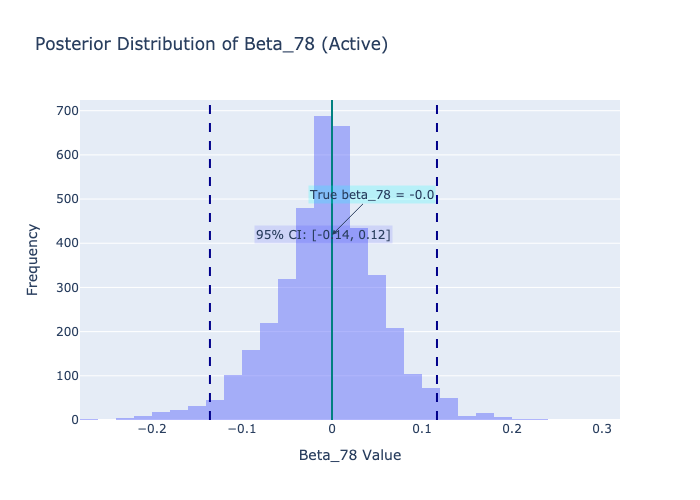 Posterior Distribution of Beta_78 (Active)
700
600
True beta_78 = -0.0
500
95% CI: [-0.14, 0.12]
400
300
200
100
0
Frequency
−0.2
−0.1
0
0.1
0.2
0.3
Beta_78 Value